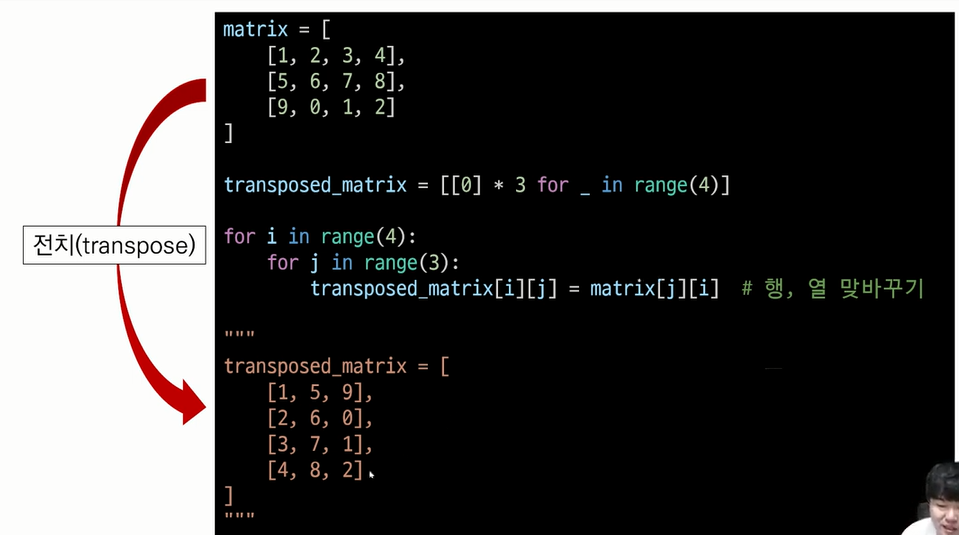 matrix = [
    [1, 2, 3, 4],
    [5, 6, 7, 8],
    [9, 0, 1, 2]
]
transposed_matrix = [[0] * 3 for _ in range(4)]
전치(transpose)
for i in range(4):
    for j in range(3):
        transposed_matrix[i][j] = matrix[j][i]  # 행, 열 맞바꾸기
"""
transposed_matrix = [
    [1, 5, 9],
    [2, 6, 0],
    [3, 7, 1],
    [4, 8, 2]
]
"""